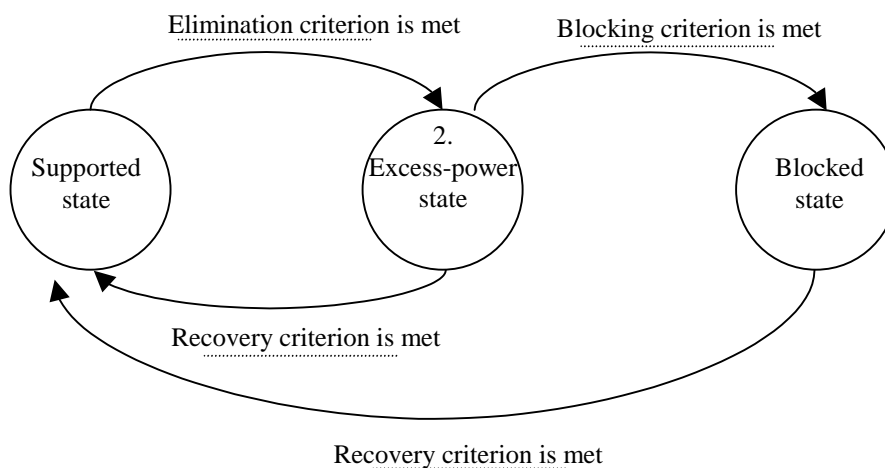 Elimination criterion is met
Blocking criterion is met
Supported
state
2.
Excess-power
state
Blocked
state
Recovery criterion is met
Recovery criterion is met